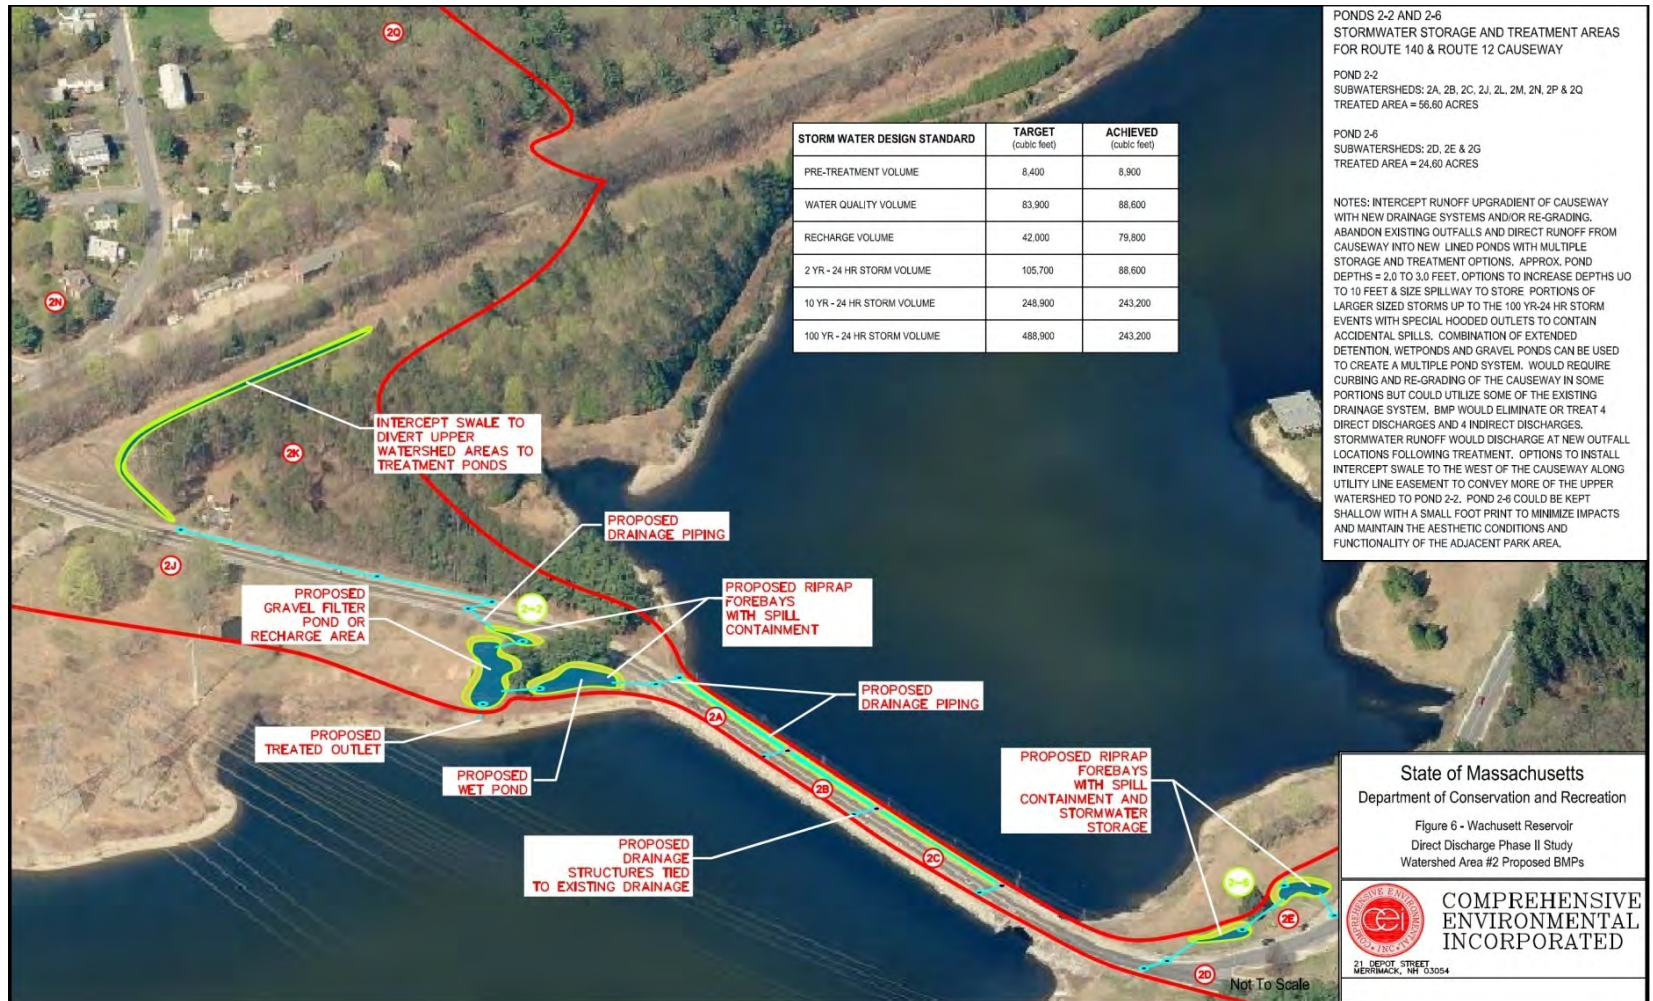 PONDS 2-2 AND 2-6
STORMWATER STORAGE AND TREATMENT AREAS
FOR ROUTE 140 & ROUTE 12 CAUSEWAY
POND 2-2
SUBWATERSHEDS: 2A, 2B, 2C, 2J, 2L, 2M, 2N, 2P & 2Q
TREATED AREA = 56.60 ACRES
POND 2-6
SUBWATERSHEDS: 2D, 2E & 2G
TREATED AREA = 24.60 ACRES
NOTES: INTERCEPT RUNOFF UPGRADIENT OF CAUSEWAY
WITH NEW DRAINAGE SYSTEMS AND/OR RE-GRADING.
ABANDON EXISTING OUTFALLS AND DIRECT RUNOFF FROM
CAUSEWAY INTO NEW LINED PONDS WITH MULTIPLE
STORAGE AND TREATMENT OPTIONS. APPROX. POND
DEPTHS = 2.0 TO 3.0 FEET. OPTIONS TO INCREASE DEPTHS UO
TO 10 FEET & SIZE SPILLWAY TO STORE PORTIONS OF
LARGER SIZED STORMS UP TO THE 100 YR-24 HR STORM
EVENTS WITH SPECIAL HOODED OUTLETS TO CONTAIN
ACCIDENTAL SPILLS. COMBINATION OF EXTENDED
DETENTION, WETPONDS AND GRAVEL PONDS CAN BE USED
TO CREATE A MULTIPLE POND SYSTEM. WOULD REQUIRE
CURBING AND RE-GRADING OF THE CAUSEWAY IN SOME
PORTIONS BUT COULD UTILIZE SOME OF THE EXISTING
DRAINAGE SYSTEM. BMP WOULD ELIMINATE OR TREAT 4
DIRECT DISCHARGES AND 4 INDIRECT DISCHARGES.
STORMWATER RUNOFF WOULD DISCHARGE AT NEW OUTFALL
LOCATIONS FOLLOWING TREATMENT. OPTIONS TO INSTALL
INTERCEPT SWALE TO THE WEST OF THE CAUSEWAY ALONG
UTILITY LINE EASEMENT TO CONVEY MORE OF THE UPPER
WATERSHED TO POND 2-2. POND 2-6 COULD BE KEPT
SHALLOW WITH A SMALL FOOT PRINT TO MINIMIZE IMPACTS
AND MAINTAIN THE AESTHETIC CONDITIONS AND
FUNCTIONALITY OF THE ADJACENT PARK AREA.
STORM WATER DESIGN STANDARD TARGET (cubic feet) ACHIEVED (cubic feet)
PRE-TREATMENT VOLUME 8,400 8,900
WATER QUALITY VOLUME 83,900 88,600
RECHARGE VOLUME 42,000 79,800
2 YR - 24 HR STORM VOLUME 105,700 88,600
10 YR - 24 HR STORM VOLUME 248,900 243,200
100 YR - 24 HR STORM VOLUME 488,900 243,200
2Q
2N
INTERCEPT SWALE TO
DIVERT UPPER
WATERSHED AREAS TO
TREATMENT PONDS
2K
2J
PROPOSED
DRAINAGE PIPING
PROPOSED
GRAVEL FILTER
POND OR
RECHARGE AREA
2-2
PROPOSED RIPRAP
FOREBAYS
WITH SPILL
CONTAINMENT
PROPOSED
DRAINAGE PIPING
2A
PROPOSED
TREATED OUTLET
PROPOSED
WET POND
2B
PROPOSED
DRAINAGE
STRUCTURES TIED
TO EXISTING DRAINAGE
2C
PROPOSED RIPRAP
FOREBAYS
WITH SPILL
CONTAINMENT AND
STORMWATER
STORAGE
2-6
2E
2D
Not To Scale
State of Massachusetts
Department of Conservation and Recreation
Figure 6 - Wachusett Reservoir
Direct Discharge Phase II Study
Watershed Area #2 Proposed BMPs
COMPREHENSIVE ENVIRONMENTAL
INC.
cei
COMPREHENSIVE
ENVIRONMENTAL
INCORPORATED
21 DEPOT STREET
MERRIMACK, NH 03054